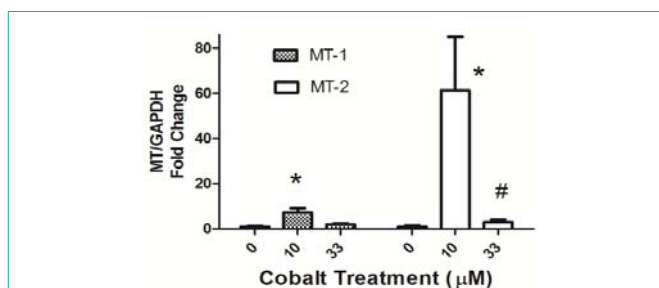 80
60
40
20
0
MT/GAPDH
Fold Change
MT-1
MT-2
*
*
#
0 10 33 0 10 33
Cobalt Treatment (μM)